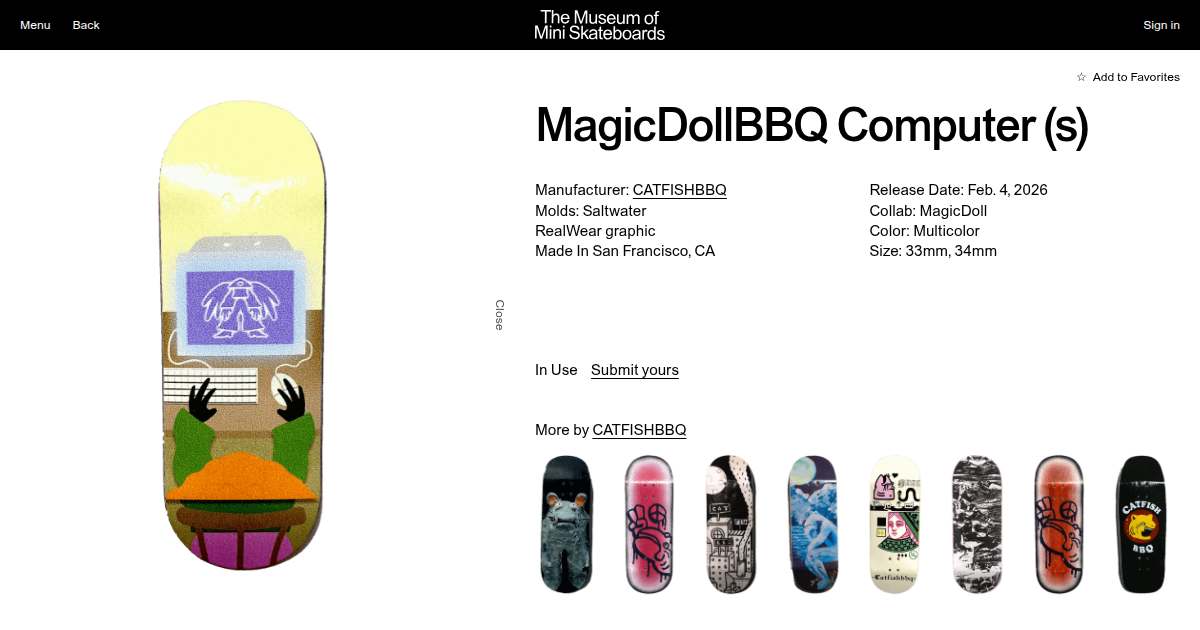 Menu
Back
The Museum of
Mini Skateboards
Sign in
☆ Add to Favorites
MagicDollBBQ Computer (s)
Manufacturer: CATFISHBBQ
Molds: Saltwater
RealWear graphic
Made In San Francisco, CA
Release Date: Feb. 4, 2026
Collab: MagicDoll
Color: Multicolor
Size: 33mm, 34mm
Close
In Use
Submit yours
More by CATFISHBBQ
CAT
Catfishbbq
CATFISH
BBQ